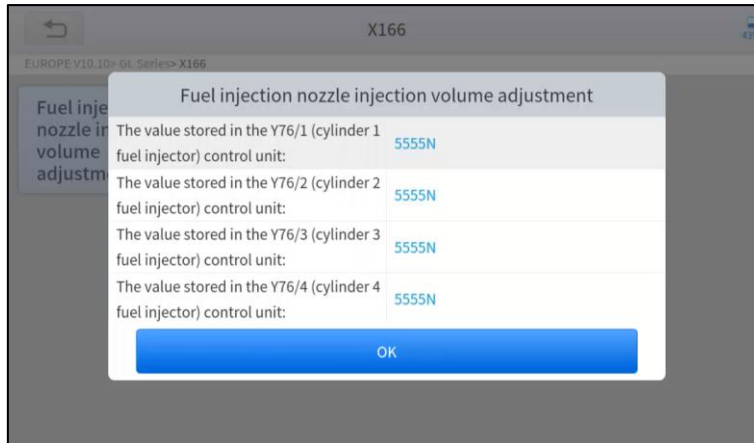 X166
43%
EUROPE V10.10> GL Series> X166
Fuel inje
nozzle in
volume
adjustm
Fuel injection nozzle injection volume adjustment
The value stored in the Y76/1 (cylinder 1
fuel injector) control unit:
5555N
The value stored in the Y76/2 (cylinder 2
fuel injector) control unit:
5555N
The value stored in the Y76/3 (cylinder 3
fuel injector) control unit:
5555N
The value stored in the Y76/4 (cylinder 4
fuel injector) control unit:
5555N
OK